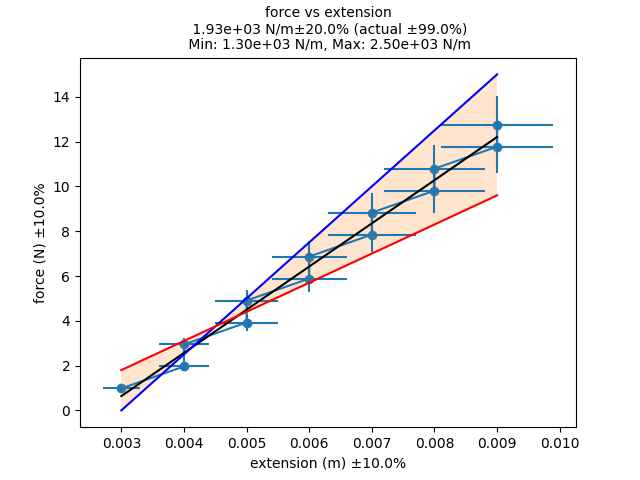 force vs extension
1.93e+03 N/m±20.0% (actual ±99.0%)
Min: 1.30e+03 N/m, Max: 2.50e+03 N/m
14
12
10
8
6
4
2
0
force (N) ±10.0%
0.003 0.004 0.005 0.006 0.007 0.008 0.009 0.010
extension (m) ±10.0%